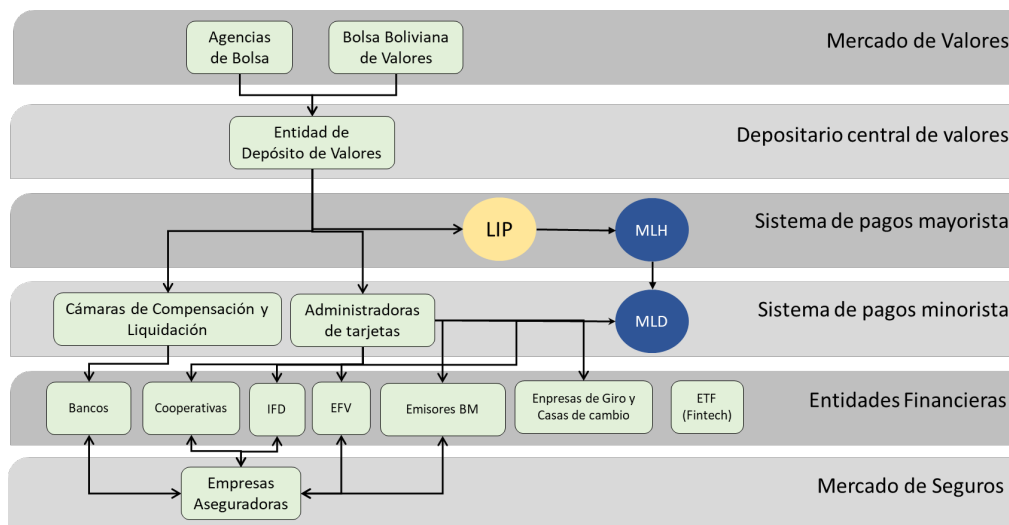 Agencias
de Bolsa
Bolsa Boliviana
de Valores
Mercado de Valores
Entidad de
Depósito de Valores
Depositario central de valores
LIP
MLH
Sistema de pagos mayorista
Cámaras de Compensación y
Liquidación
Administradoras
de tarjetas
MLD
Sistema de pagos minorista
Bancos
Cooperativas
IFD
EFV
Emisores BM
Enpresas de Giro y
Casas de cambio
ETF
(Fintech)
Entidades Financieras
Empresas
Aseguradoras
Mercado de Seguros